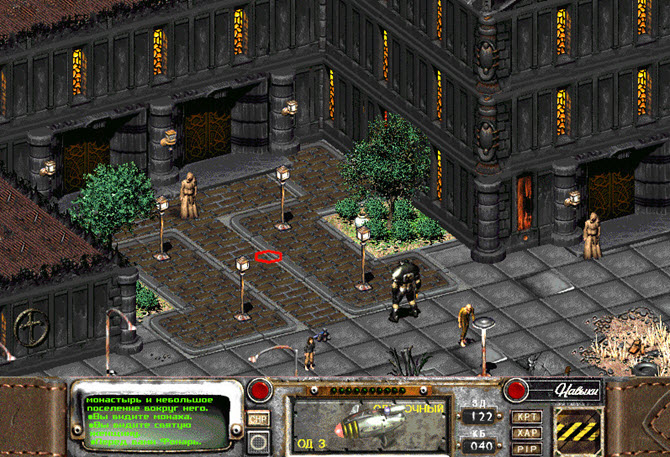 монастырь и небольшое
поселение вокруг него.
•Вы видите монаха.
•Вы видите святую
СНР
ОЧНЫЙ
ОД 3
ЗД
122
КБ
040
Навыки
КРТ
ХАР
PIP